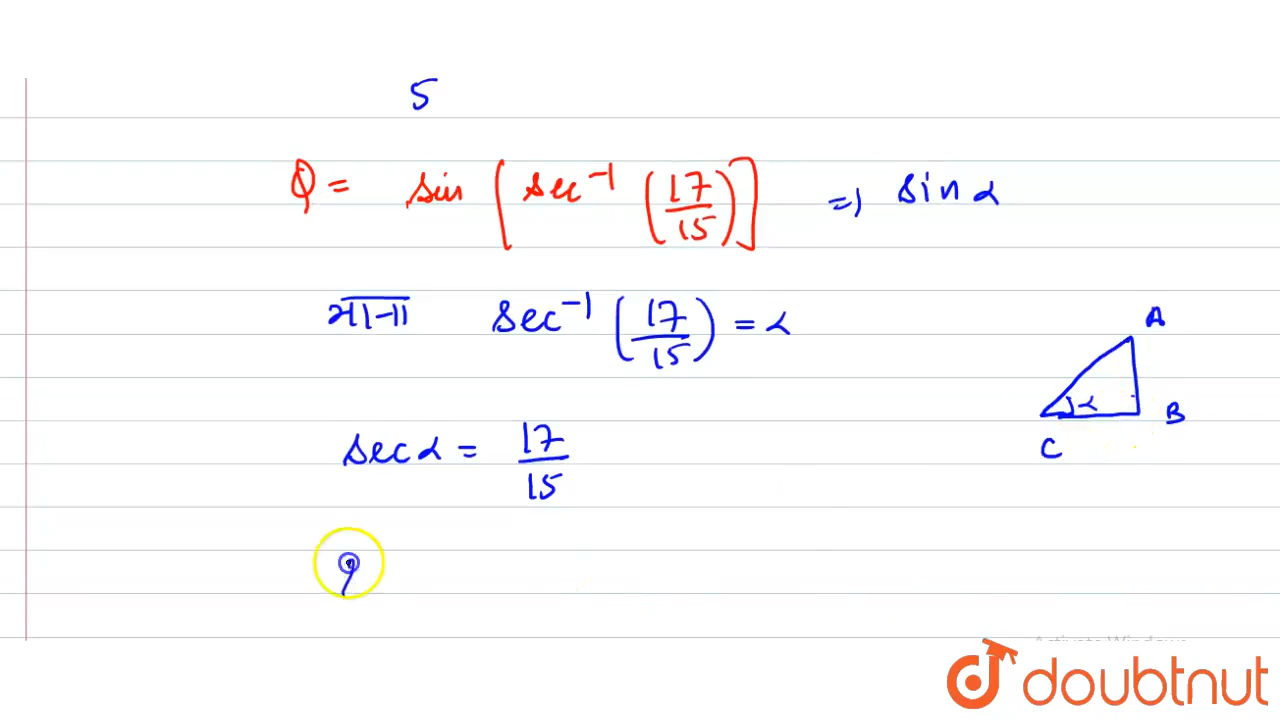 5
Q = sin [ sec⁻¹ (17/15) ] ⇒ sin α
माना sec⁻¹ (17/15) = α
A
B
C
α
sec α = 17/15
doubtnut